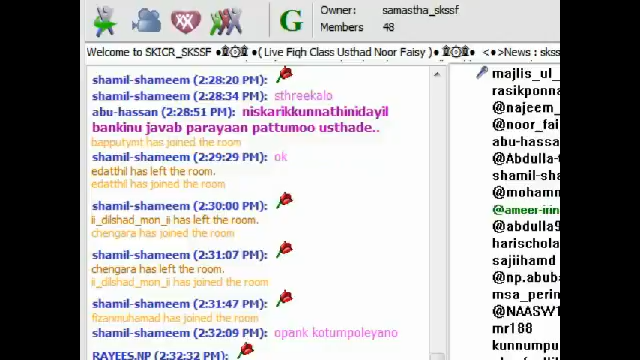 G
Owner: samastha_skssf
Members 48
Welcome to SKICR_SKSSF ( Live Fiqh Class Usthad Noor Faisy ) < >News : skss
shamil-shameem (2:28:20 PM):
shamil-shameem (2:28:34 PM): sthreekalo
abu-hassan (2:28:51 PM): niskarikkunnathinidayil
bankinu javab parayaan pattumoo usthade..
bapputymt has joined the room
shamil-shameem (2:29:29 PM): ok
edatthil has left the room.
edatthil has joined the room
shamil-shameem (2:30:00 PM):
ii_dilshad_mon_ii has left the room.
chengara has joined the room
shamil-shameem (2:31:07 PM):
chengara has left the room.
ii_dilshad_mon_ii has joined the room
shamil-shameem (2:31:47 PM):
fizanmuhamad has joined the room
shamil-shameem (2:32:09 PM): opank kotumpoleyano
RAYEES.NP (2:32:32 PM):
majlis_ul_
rasikponna
@najeem_
@noor_fai
abu-hassa
@Abdulla-
shamil-sha
@mohamm
@ameer-irin
@abdulla9
harischola
sajiihamd
@np.abub
msa_perin
@NAASW1
mr188
kunnumpu